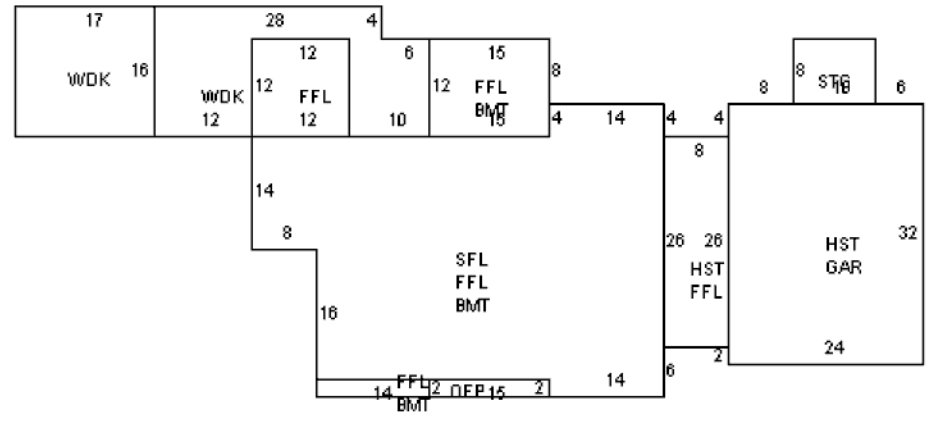 17 28 4
12 6 15
WDK 16 8 8 STG
WDK 12 FFL 12 FFL 8 6
BMT
12 12 10 15 4 14 4 4
8
14
8 26 26 HST 32
SFL HST GAR
FFL FFL
BMT
16
2 24
FFL 2 OFP 2 14 6
14 15
BMT